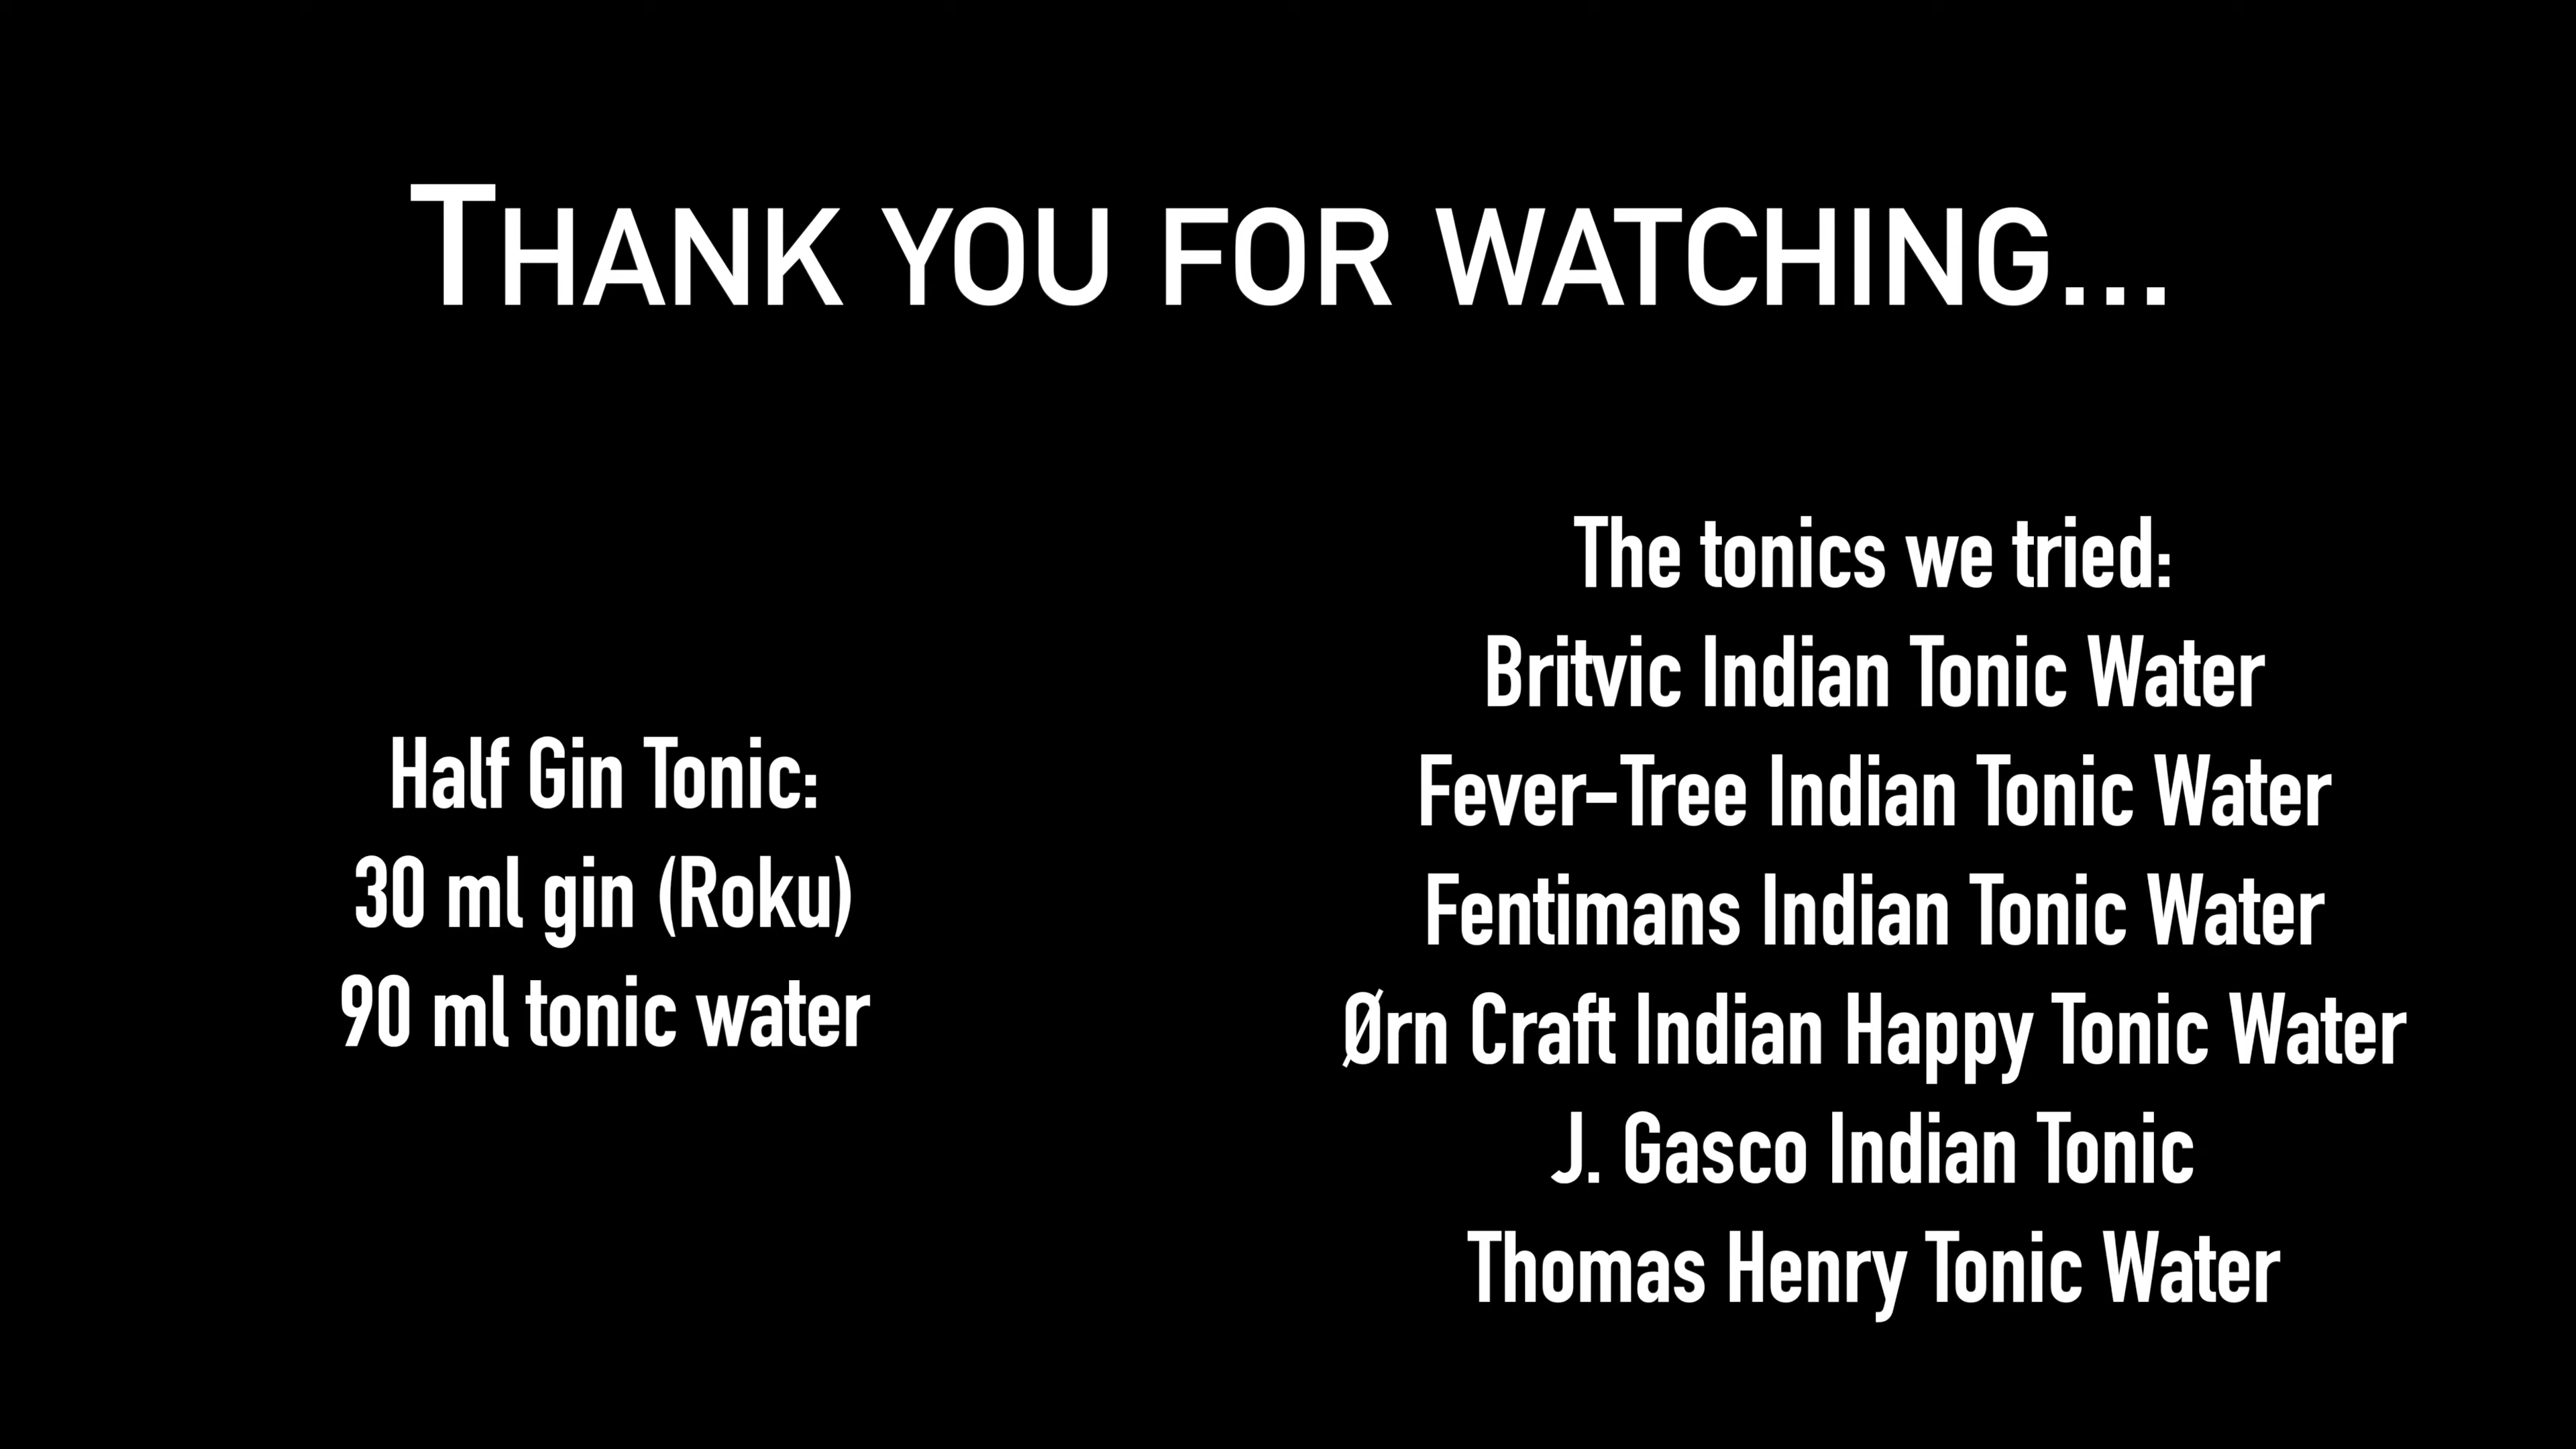 THANK YOU FOR WATCHING...
Half Gin Tonic:
30 ml gin (Roku)
90 ml tonic water
The tonics we tried:
Britvic Indian Tonic Water
Fever-Tree Indian Tonic Water
Fentimans Indian Tonic Water
Ørn Craft Indian Happy Tonic Water
J. Gasco Indian Tonic
Thomas Henry Tonic Water